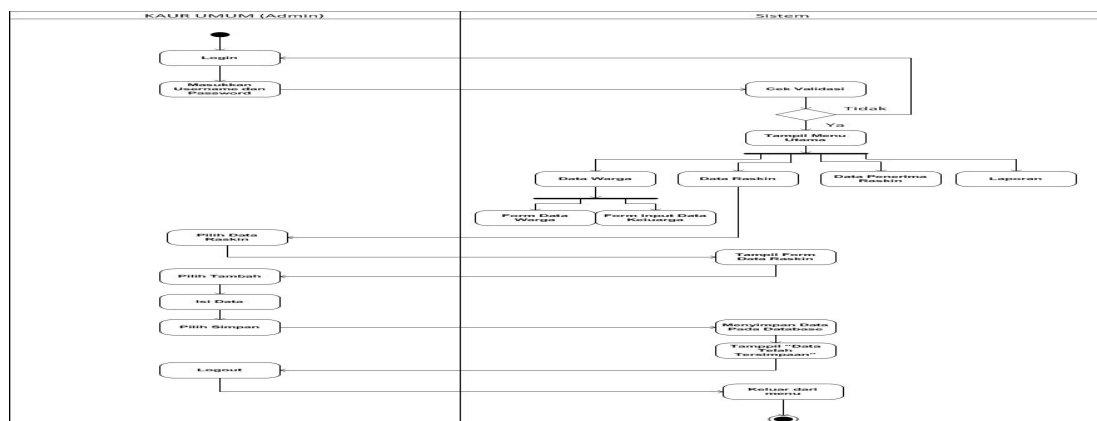 KAUR UMUM (Admin)
Sistem
Login
Masukkan
Username dan
Password
Cek Validasi
Tidak
Ya
Tampil Menu
Utama
Data Warga
Data Raskin
Data Penerima
Raskin
Laporan
Form Data
Warga
Form Input Data
Keluarga
Pilih Data
Raskin
Tampil Form
Data Raskin
Pilih Tambah
Isi Data
Pilih Simpan
Menyimpan Data
Pada Database
Tamppil "Data
Telah
Tersimpaan"
Logout
Keluar dari
menu